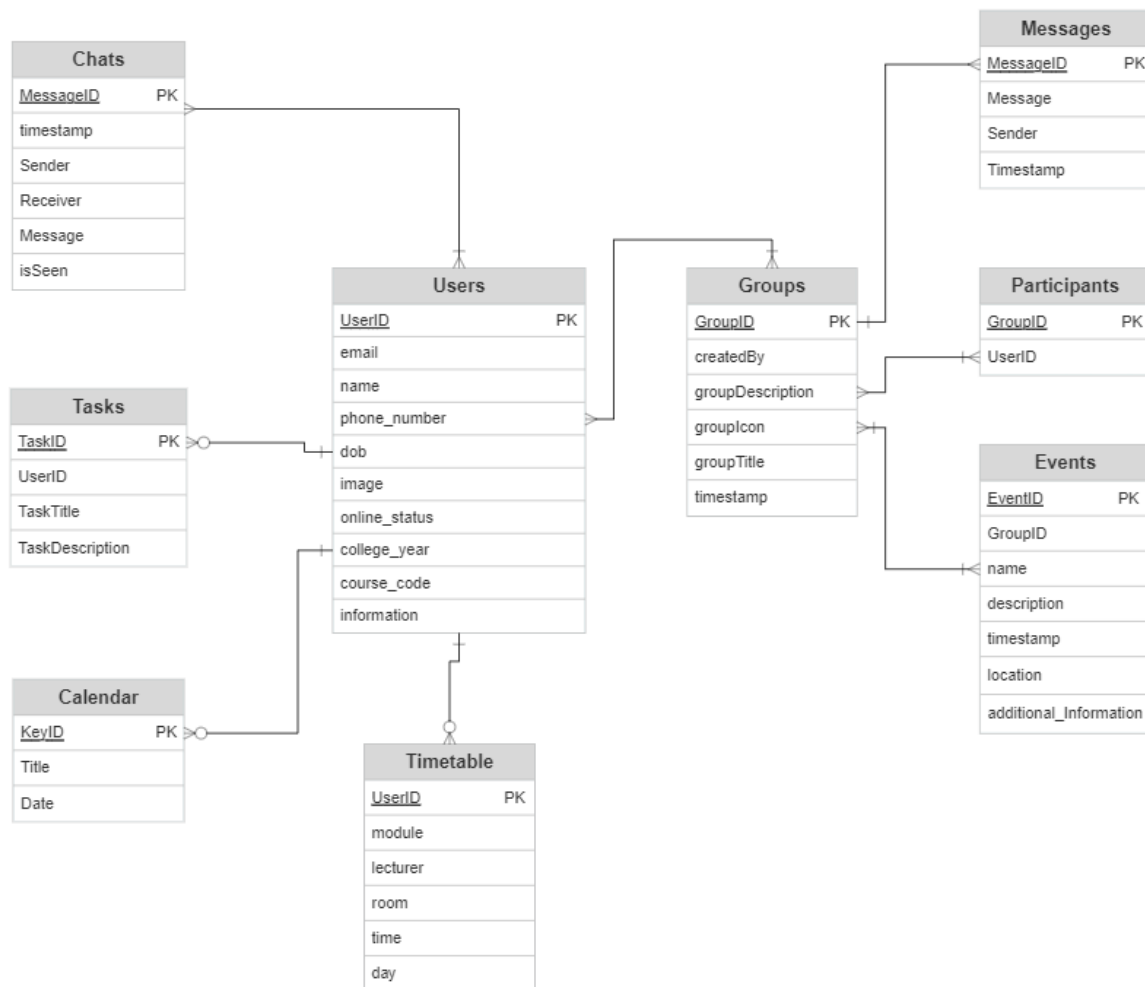 Chats
MessageID PK
timestamp
Sender
Receiver
Message
isSeen
Tasks
TaskID PK
UserID
TaskTitle
TaskDescription
Calendar
KeyID PK
Title
Date
Users
UserID PK
email
name
phone_number
dob
image
online_status
college_year
course_code
information
Timetable
UserID PK
module
lecturer
room
time
day
Groups
GroupID PK
createdBy
groupDescription
groupIcon
groupTitle
timestamp
Messages
MessageID PK
Message
Sender
Timestamp
Participants
GroupID PK
UserID
Events
EventID PK
GroupID
name
description
timestamp
location
additional_Information